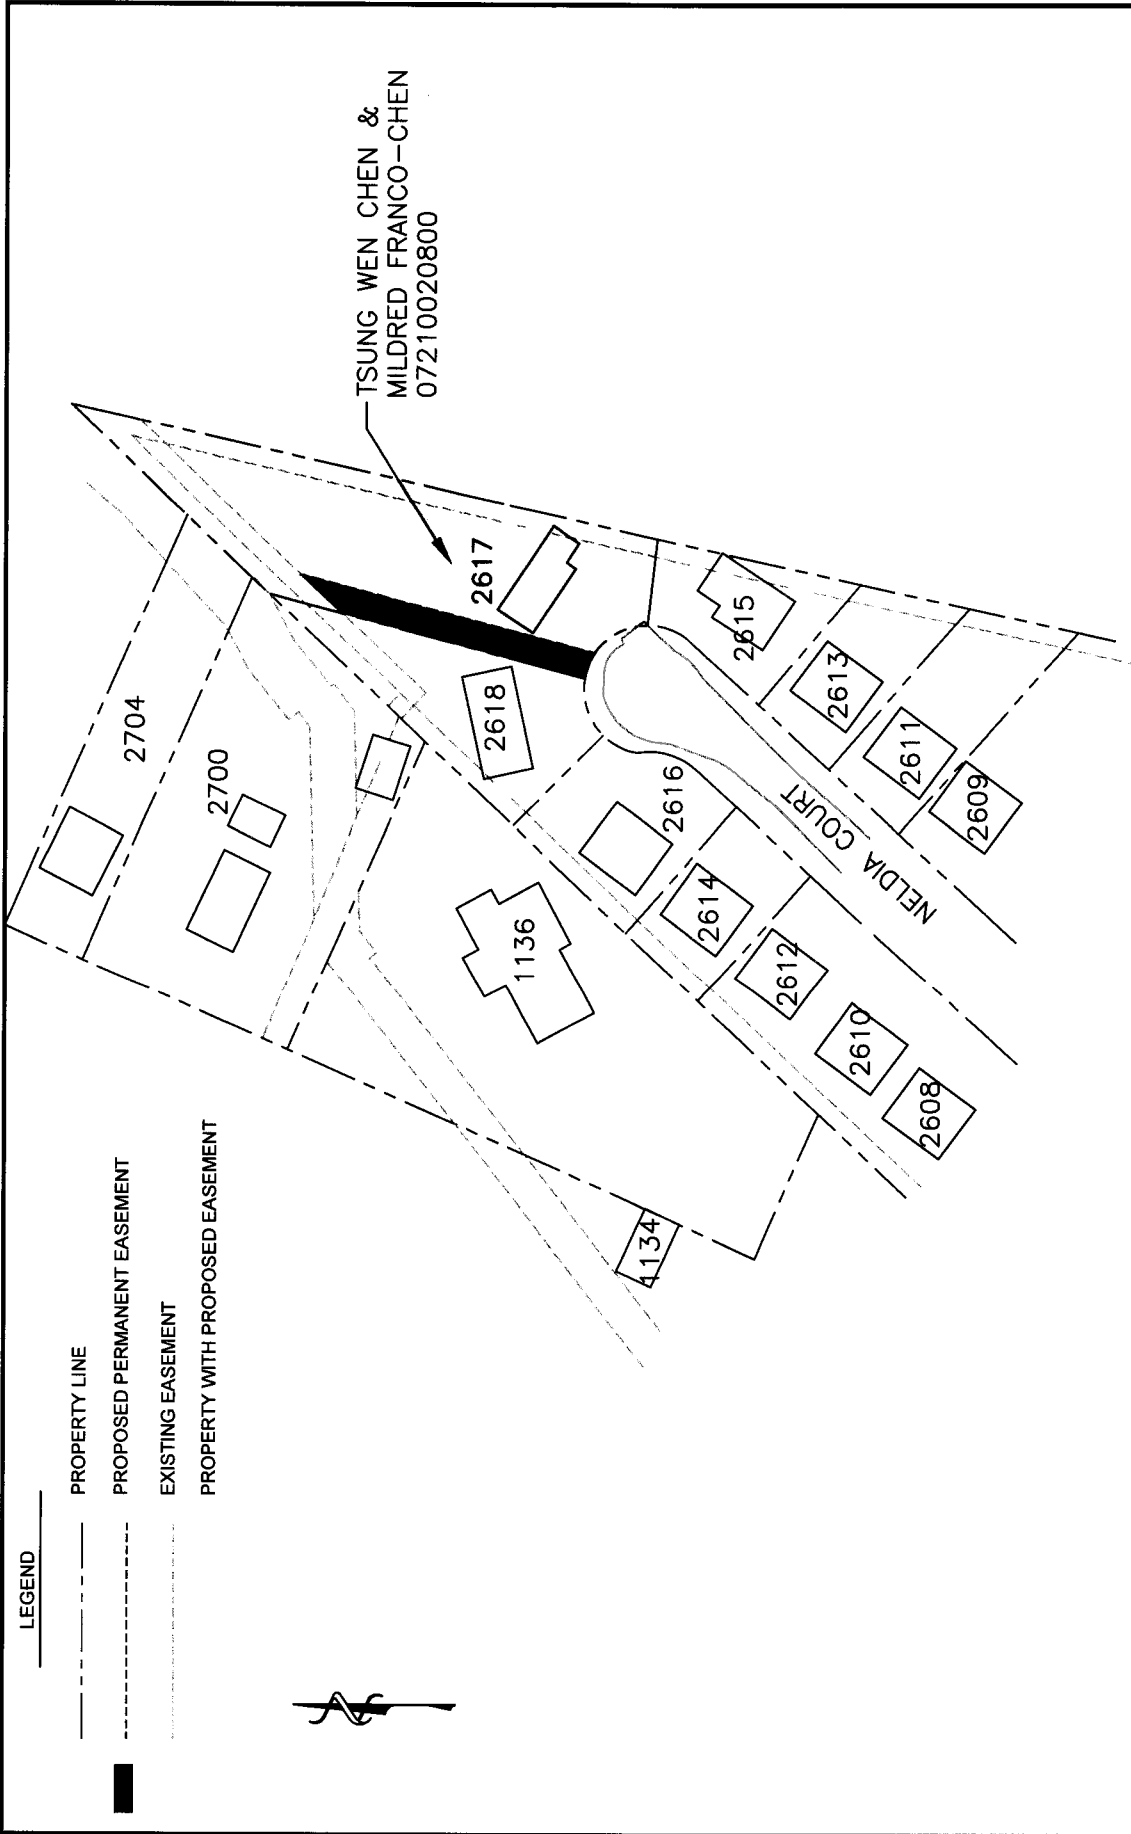 LEGEND
PROPERTY LINE
PROPOSED PERMANENT EASEMENT
EXISTING EASEMENT
PROPERTY WITH PROPOSED EASEMENT
N
TSUNG WEN CHEN &
MILDRED FRANCO-CHEN
07210020800
2704
2700
2617
2618
2615
2613
2611
2609
2616
2614
2612
2610
2608
1136
1134
NELDIA COURT